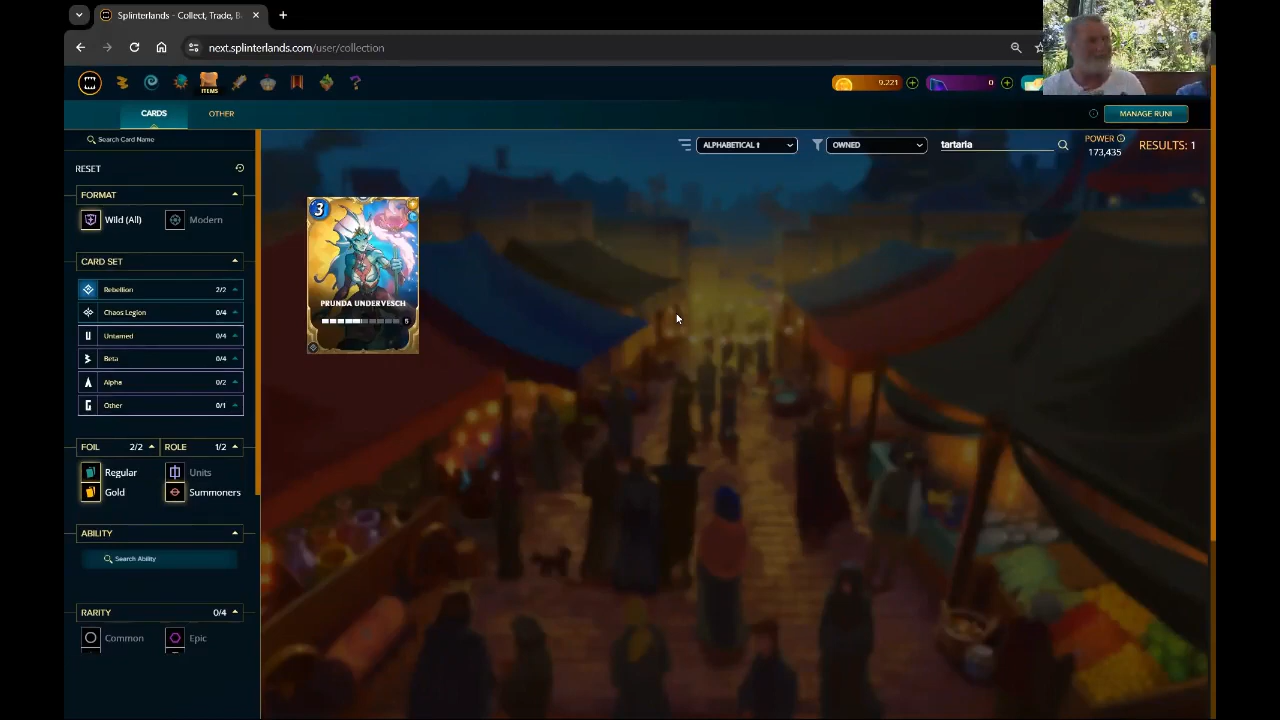 Splinterlands - Collect, Trade, B
next.splinterlands.com/user/collection
ITEMS
9,221
0
CARDS
OTHER
MANAGE RUNI
Search Card Name
ALPHABETICAL
OWNED
tartaria
POWER
173,435
RESULTS: 1
RESET
FORMAT
Wild (All)
Modern
CARD SET
Rebellion 2/2
Chaos Legion 0/4
Untamed 0/4
Beta 0/4
Alpha 0/2
Other 0/1
3
PRUNDA UNDERVESCH
5
FOIL 2/2
ROLE 1/2
Regular
Units
Gold
Summoners
ABILITY
Search Ability
RARITY 0/4
Common
Epic